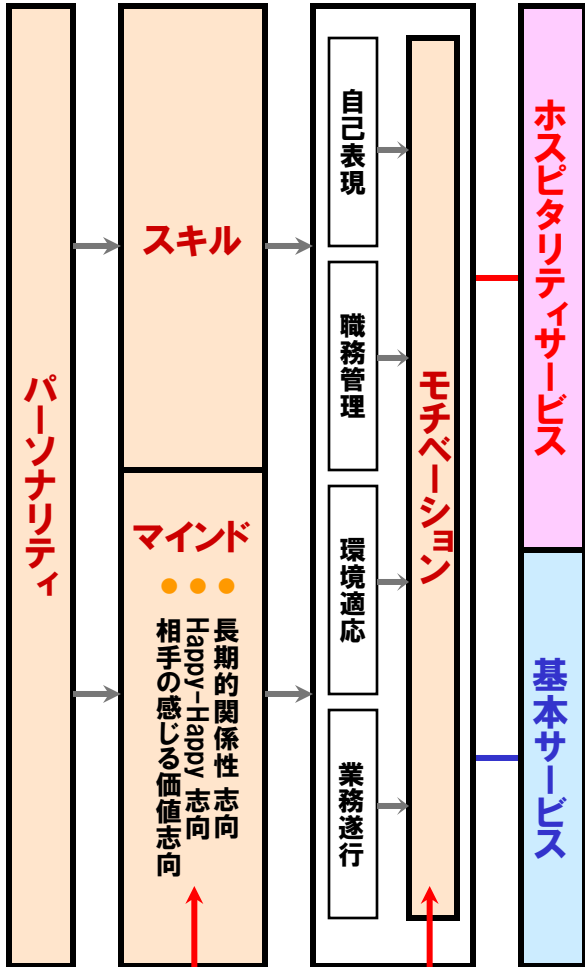 パーソナリティ
スキル
マインド
長期的関係性 志向
Happy-Happy 志向
相手の感じる価値志向
自己表現
職務管理
環境適応
業務遂行
モチベーション
ホスピタリティサービス
基本サービス